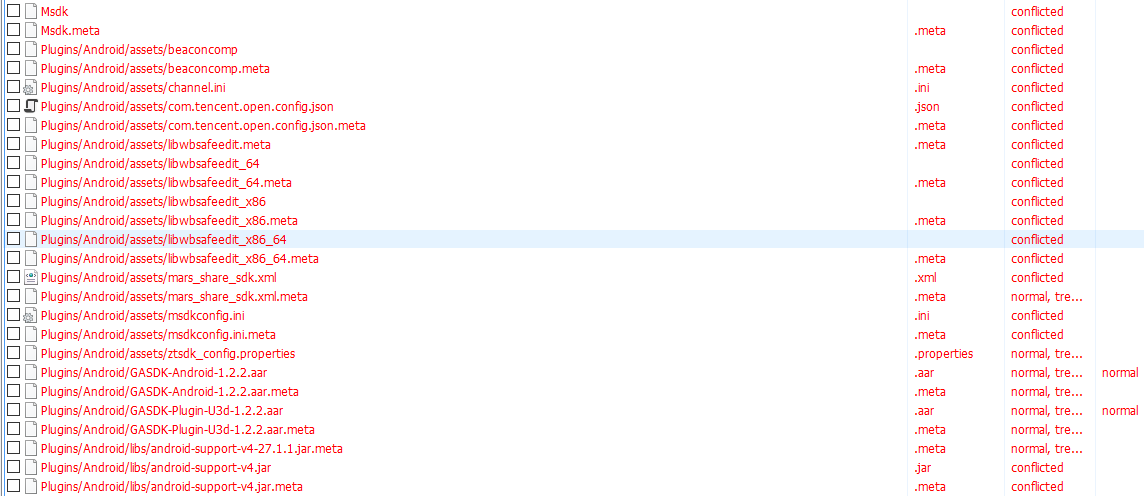 Msdk conflicted
Msdk.meta .meta conflicted
Plugins/Android/assets/beaconcomp conflicted
Plugins/Android/assets/beaconcomp.meta .meta conflicted
Plugins/Android/assets/channel.ini .ini conflicted
Plugins/Android/assets/com.tencent.open.config.json .json conflicted
Plugins/Android/assets/com.tencent.open.config.json.meta .meta conflicted
Plugins/Android/assets/libwbsafeedit.meta .meta conflicted
Plugins/Android/assets/libwbsafeedit_64 conflicted
Plugins/Android/assets/libwbsafeedit_64.meta .meta conflicted
Plugins/Android/assets/libwbsafeedit_x86 conflicted
Plugins/Android/assets/libwbsafeedit_x86.meta .meta conflicted
Plugins/Android/assets/libwbsafeedit_x86_64 conflicted
Plugins/Android/assets/libwbsafeedit_x86_64.meta .meta conflicted
Plugins/Android/assets/mars_share_sdk.xml .xml conflicted
Plugins/Android/assets/mars_share_sdk.xml.meta .meta normal, tre...
Plugins/Android/assets/msdkconfig.ini .ini conflicted
Plugins/Android/assets/msdkconfig.ini.meta .meta conflicted
Plugins/Android/assets/ztsdk_config.properties .properties normal, tre...
Plugins/Android/GASDK-Android-1.2.2.aar .aar normal, tre... normal
Plugins/Android/GASDK-Android-1.2.2.aar.meta .meta normal, tre...
Plugins/Android/GASDK-Plugin-U3d-1.2.2.aar .aar normal, tre... normal
Plugins/Android/GASDK-Plugin-U3d-1.2.2.aar.meta .meta normal, tre...
Plugins/Android/libs/android-support-v4-27.1.1.jar.meta .meta normal, tre...
Plugins/Android/libs/android-support-v4.jar .jar conflicted
Plugins/Android/libs/android-support-v4.jar.meta .meta conflicted